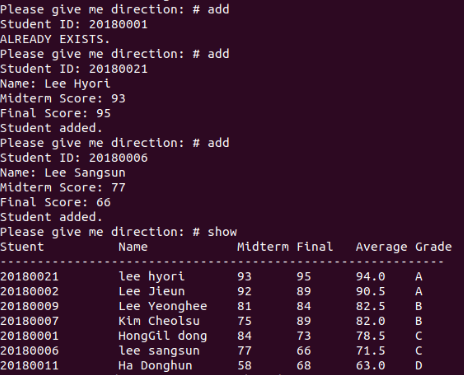 Please give me direction: # add
Student ID: 20180001
ALREADY EXISTS.
Please give me direction: # add
Student ID: 20180021
Name: Lee Hyori
Midterm Score: 93
Final Score: 95
Student added.
Please give me direction: # add
Student ID: 20180006
Name: Lee Sangsun
Midterm Score: 77
Final Score: 66
Student added.
Please give me direction: # show
Stuent Name Midterm Final Average Grade
------------------------------------------------------------
20180021 lee hyori 93 95 94.0 A
20180002 Lee Jieun 92 89 90.5 A
20180009 Lee Yeonghee 81 84 82.5 B
20180007 Kim Cheolsu 75 89 82.0 B
20180001 HongGil dong 84 73 78.5 C
20180006 lee sangsun 77 66 71.5 C
20180011 Ha Donghun 58 68 63.0 D